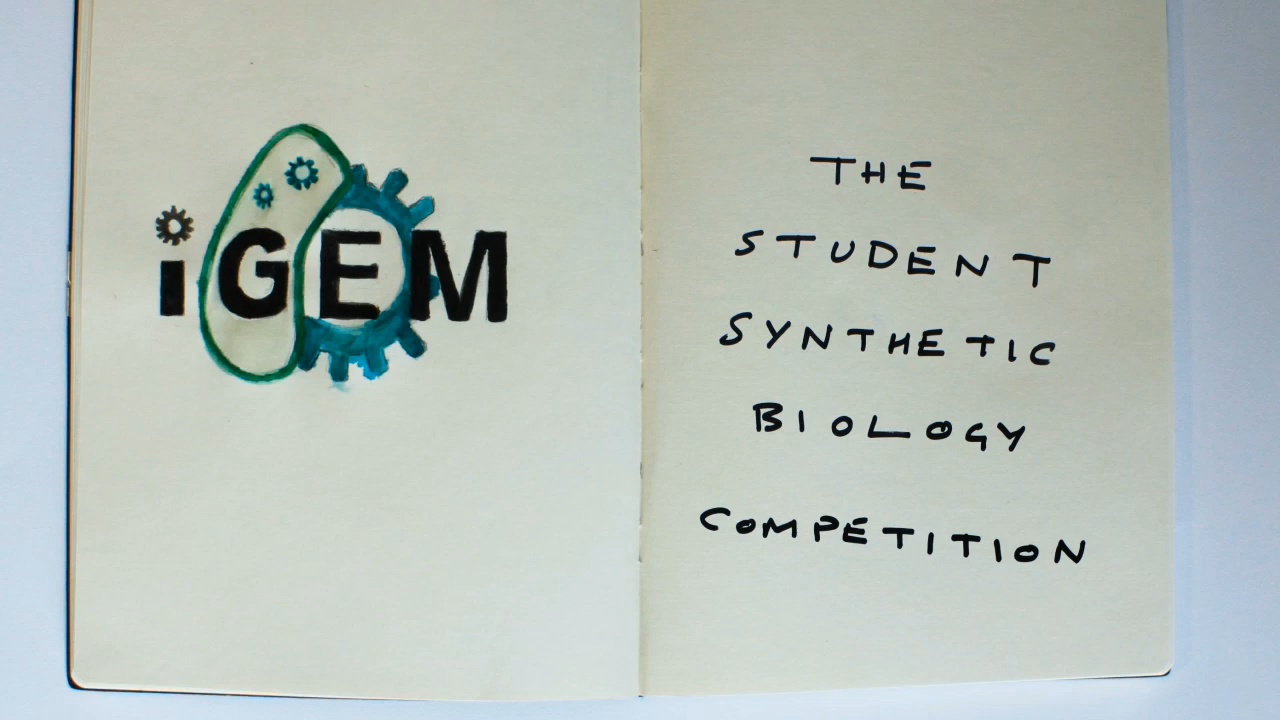 iGEM
THE
STUDENT
SYNTHETIC
BIOLOGY
COMPETITION